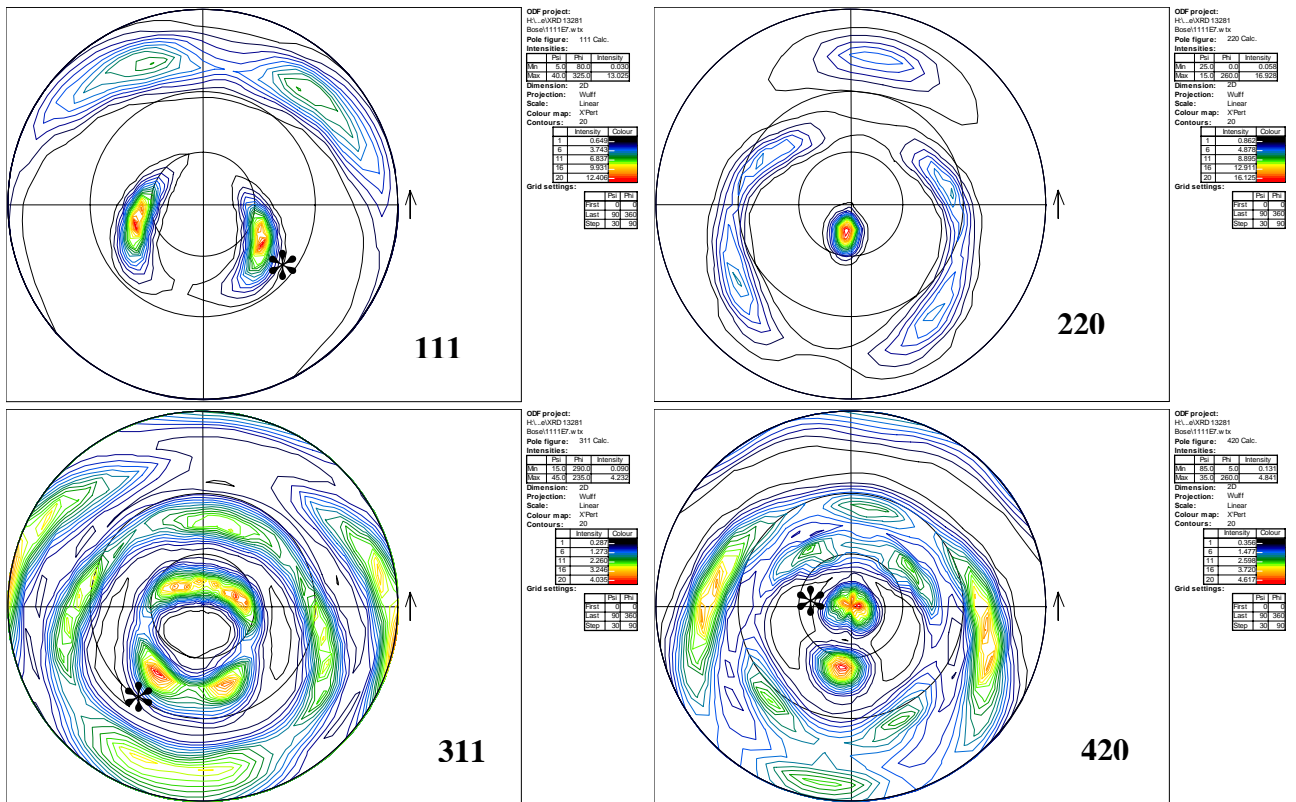 ODF project:
H:\...e\XRD 13281
Bose\1111E7.wtx
Pole figure: 111 Calc.
Intensities:
Psi Phi Intensity
Min 5.0 80.0 0.030
Max 40.0 325.0 13.025
Dimension: 2D
Projection: Wulff
Scale: Linear
Colour map: X'Pert
Contours: 20
Intensity Colour
1 0.649
6 3.743
11 6.837
16 9.931
20 12.406
Grid settings:
Psi Phi
First 0 0
Last 90 360
Step 30 90
111
ODF project:
H:\...e\XRD 13281
Bose\1111E7.wtx
Pole figure: 220 Calc.
Intensities:
Psi Phi Intensity
Min 25.0 0.0 0.058
Max 15.0 260.0 16.928
Dimension: 2D
Projection: Wulff
Scale: Linear
Colour map: X'Pert
Contours: 20
Intensity Colour
1 0.862
6 4.878
11 8.895
16 12.911
20 16.125
Grid settings:
Psi Phi
First 0 0
Last 90 360
Step 30 90
220
ODF project:
H:\...e\XRD 13281
Bose\1111E7.wtx
Pole figure: 311 Calc.
Intensities:
Psi Phi Intensity
Min 15.0 290.0 0.090
Max 45.0 235.0 4.232
Dimension: 2D
Projection: Wulff
Scale: Linear
Colour map: X'Pert
Contours: 20
Intensity Colour
1 0.287
6 1.273
11 2.260
16 3.246
20 4.035
Grid settings:
Psi Phi
First 0 0
Last 90 360
Step 30 90
311
ODF project:
H:\...e\XRD 13281
Bose\1111E7.wtx
Pole figure: 420 Calc.
Intensities:
Psi Phi Intensity
Min 85.0 5.0 0.131
Max 35.0 260.0 4.841
Dimension: 2D
Projection: Wulff
Scale: Linear
Colour map: X'Pert
Contours: 20
Intensity Colour
1 0.356
6 1.477
11 2.598
16 3.720
20 4.617
Grid settings:
Psi Phi
First 0 0
Last 90 360
Step 30 90
420